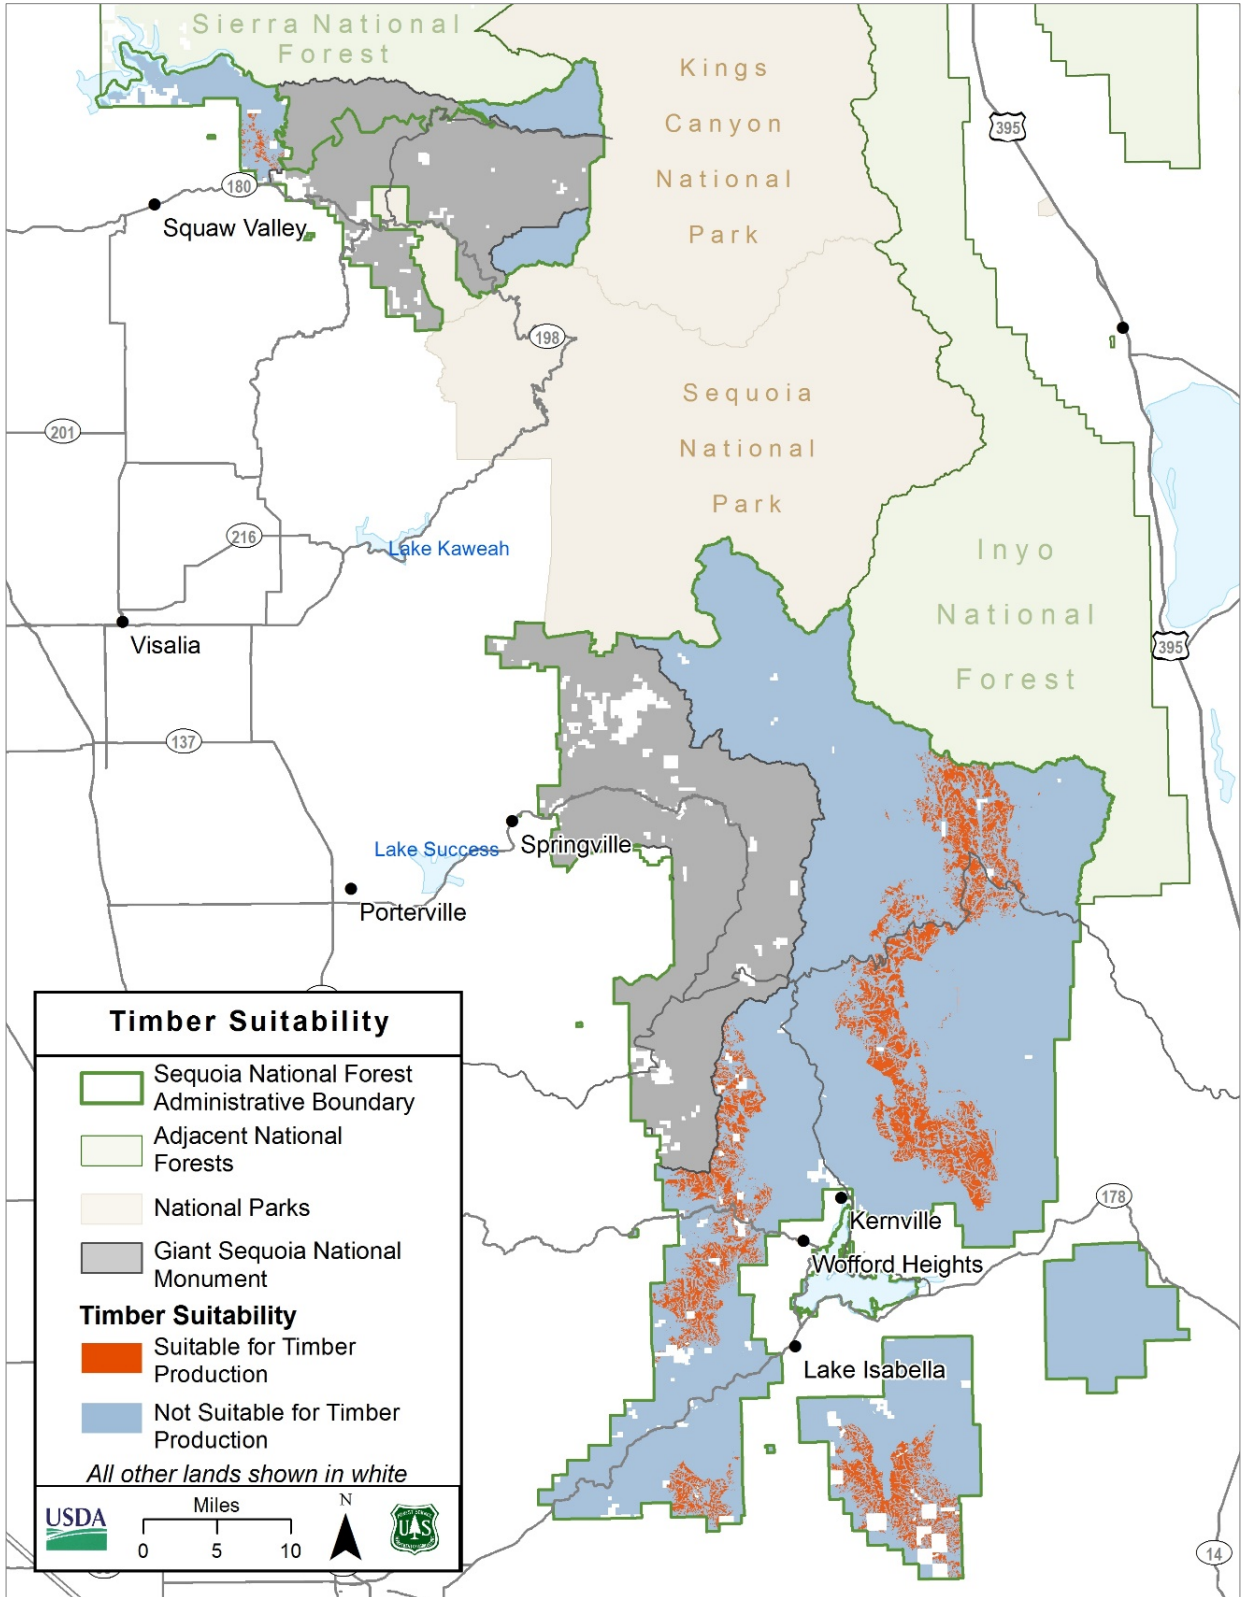 Sierra National
Forest
Kings
Canyon
National
Park
395
180
Squaw Valley
198
Sequoia
National
Park
201
216
Lake Kaweah
Inyo
National
Forest
Visalia
395
137
Springville
Lake Success
Porterville
178
Kernville
Wofford Heights
Lake Isabella
14
Timber Suitability
Sequoia National Forest
Administrative Boundary
Adjacent National
Forests
National Parks
Giant Sequoia National
Monument
Timber Suitability
Suitable for Timber
Production
Not Suitable for Timber
Production
All other lands shown in white
USDA
Miles
0 5 10
N
U S